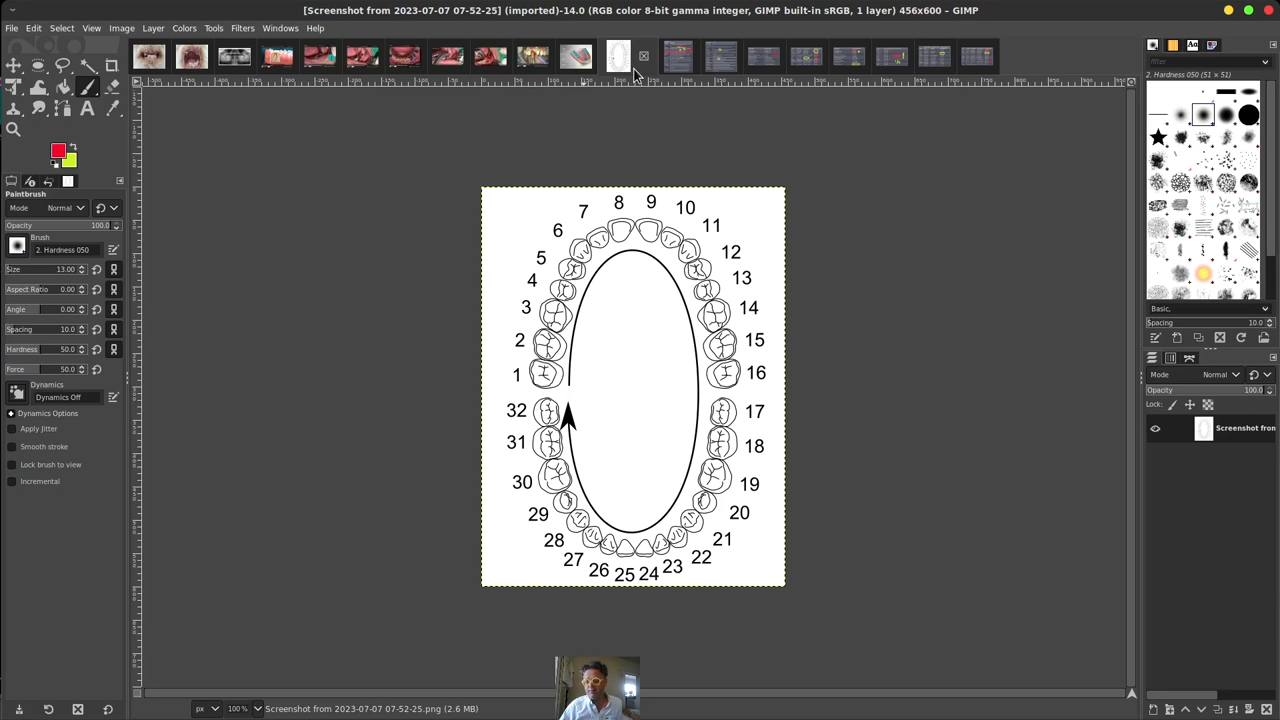 [Screenshot from 2023-07-07 07-52-25] (imported)-14.0 (RGB color 8-bit gamma integer, GIMP built-in sRGB, 1 layer) 456x600 – GIMP
File Edit Select View Image Layer Colors Tools Filters Windows Help
filter
2. Hardness 050 (51 × 51)
Paintbrush
Mode Normal
Opacity 100.0
Brush
2. Hardness 050
Size 13.00
Aspect Ratio 0.00
Angle 0.00
Spacing 10.0
Hardness 50.0
Force 50.0
Dynamics
Dynamics Off
Dynamics Options
Apply Jitter
Smooth stroke
Lock brush to view
Incremental
1
2
3
4
5
6
7
8
9
10
11
12
13
14
15
16
17
18
19
20
21
22
23
24
25
26
27
28
29
30
31
32
Basic,
Spacing 10.0
Mode Normal
Opacity 100.0
Lock:
Screenshot from
px 100 % Screenshot from 2023-07-07 07-52-25.png (2.6 MB)